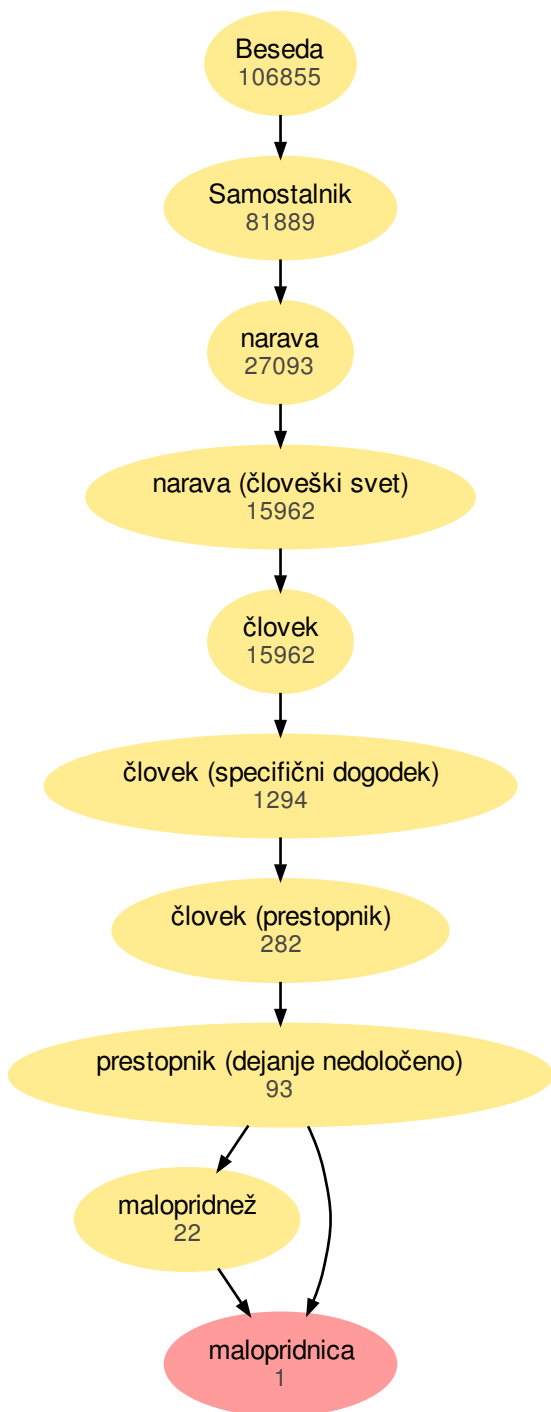 Beseda
106855
Samostalnik
81889
narava
27093
narava (človeški svet)
15962
človek
15962
človek (specifični dogodek)
1294
človek (prestopnik)
282
prestopnik (dejanje nedoločeno)
93
malopridnež
22
malopridnica
1